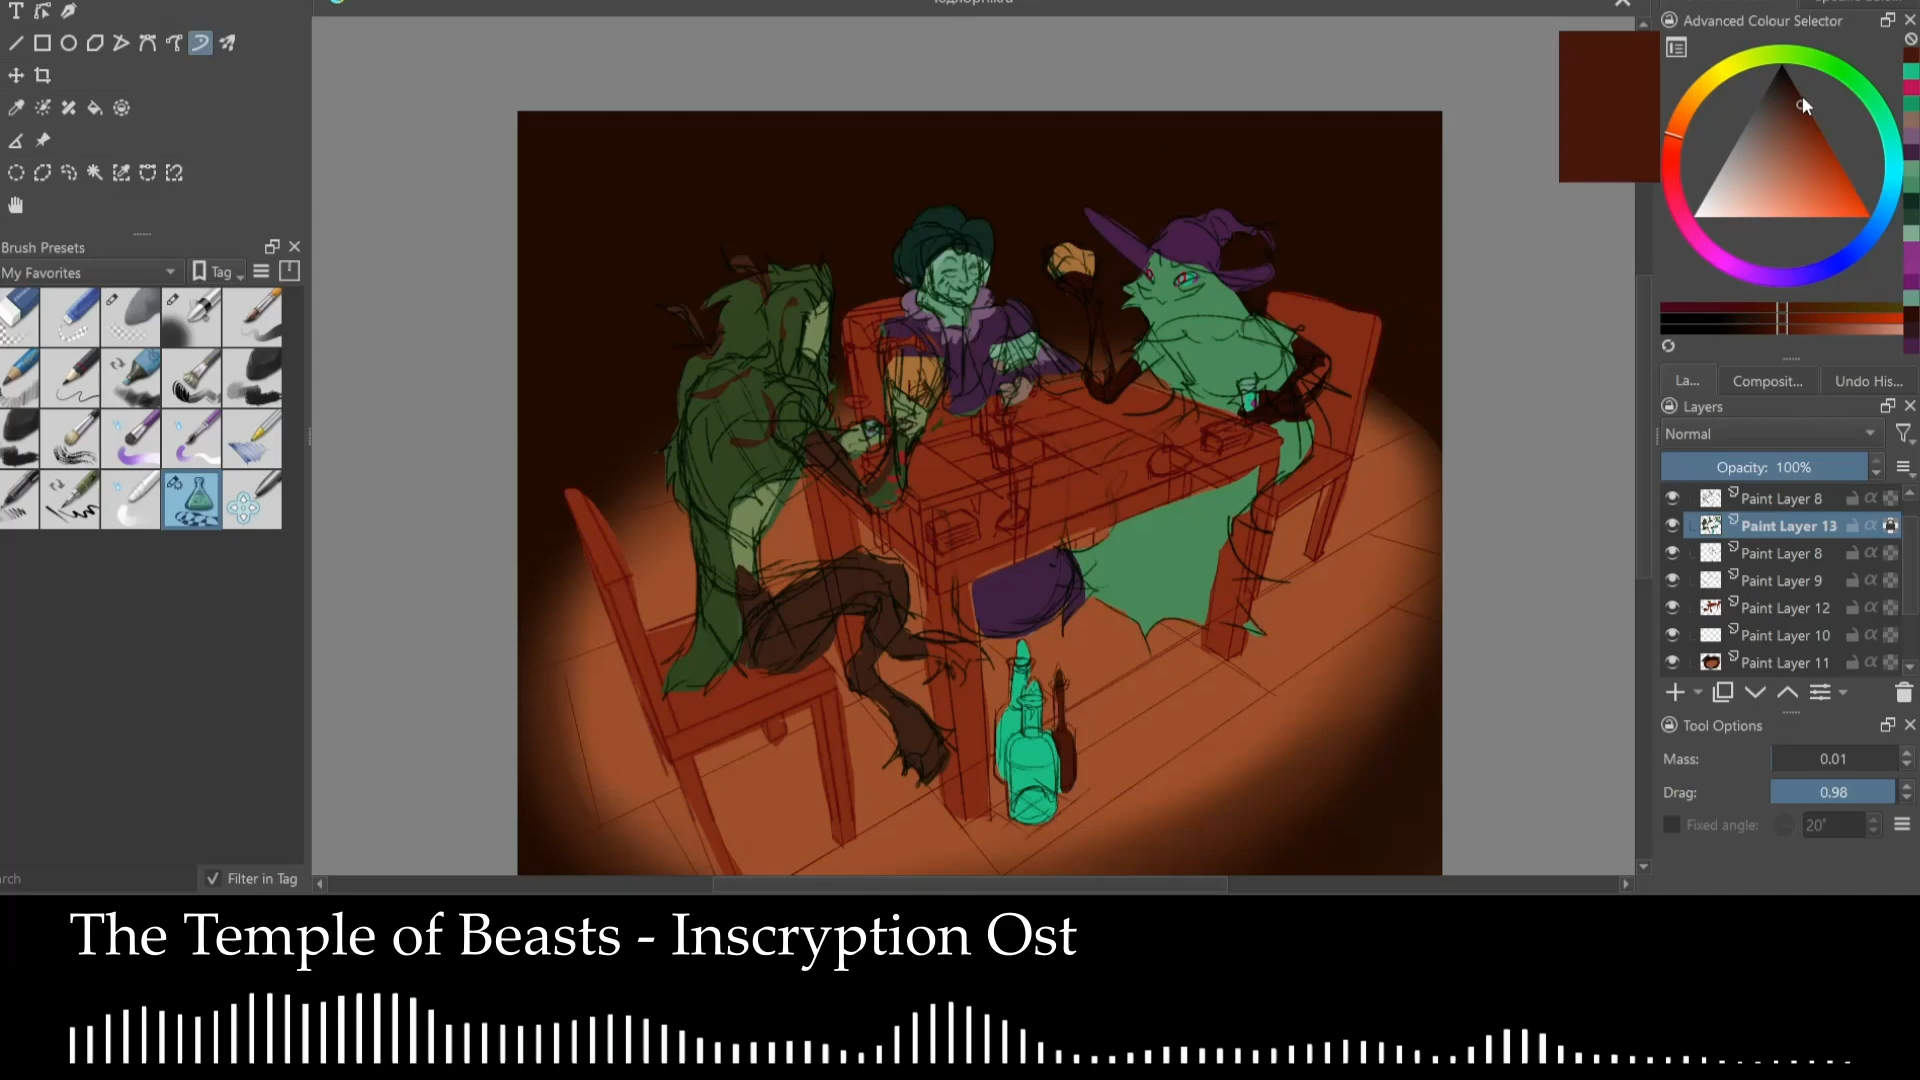 Advanced Colour Selector
Brush Presets
My Favorites
Tag
La...
Composit...
Undo His...
Layers
Normal
Opacity: 100%
Paint Layer 8
Paint Layer 13
Paint Layer 8
Paint Layer 9
Paint Layer 12
Paint Layer 10
Paint Layer 11
Tool Options
Mass:
0.01
Drag:
0.98
Fixed angle:
20°
Filter in Tag
The Temple of Beasts - Inscryption Ost